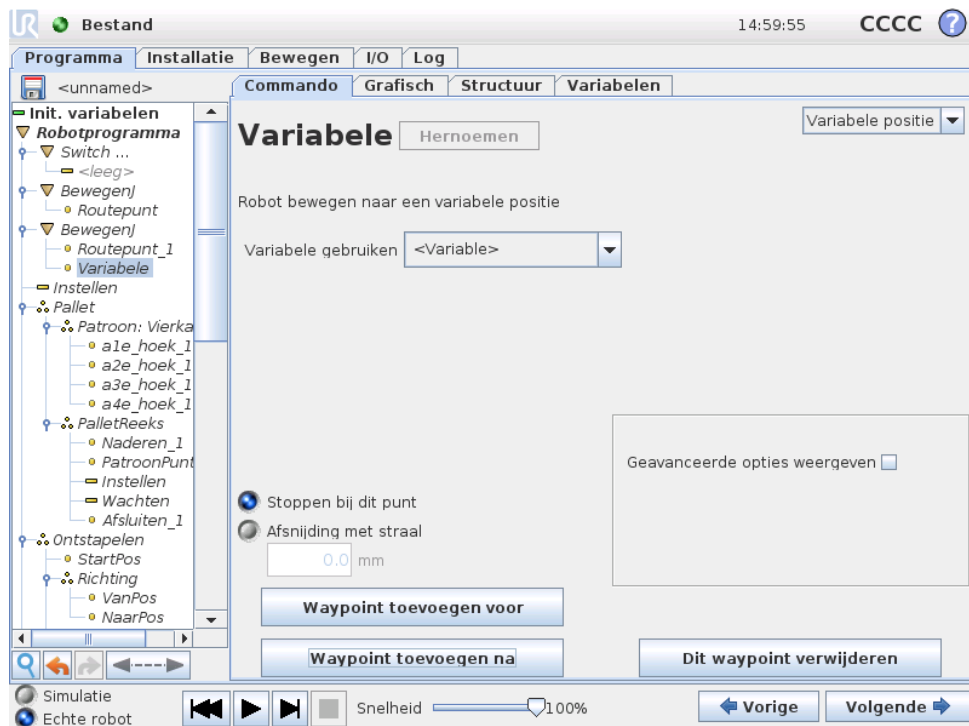 UR Bestand 14:59:55 CCCC ?
Programma Installatie Bewegen I/O Log
<unnamed>
Commando Grafisch Structuur Variabelen
Init. variabelen
Robotprogramma
Switch ...
<leeg>
BewegenJ
Routepunt
BewegenJ
Routepunt_1
Variabele
Instellen
Pallet
Patroon: Vierka
a1e_hoek_1
a2e_hoek_1
a3e_hoek_1
a4e_hoek_1
PalletReeks
Naderen_1
PatroonPunt
Instellen
Wachten
Afsluiten_1
Ontstapelen
StartPos
Richting
VanPos
NaarPos
Variabele Hernoemen
Variabele positie
Robot bewegen naar een variabele positie
Variabele gebruiken <Variable>
Geavanceerde opties weergeven
Stoppen bij dit punt
Afsnijding met straal
0.0 mm
Waypoint toevoegen voor
Waypoint toevoegen na
Dit waypoint verwijderen
Simulatie
Echte robot
Snelheid 100%
Vorige Volgende